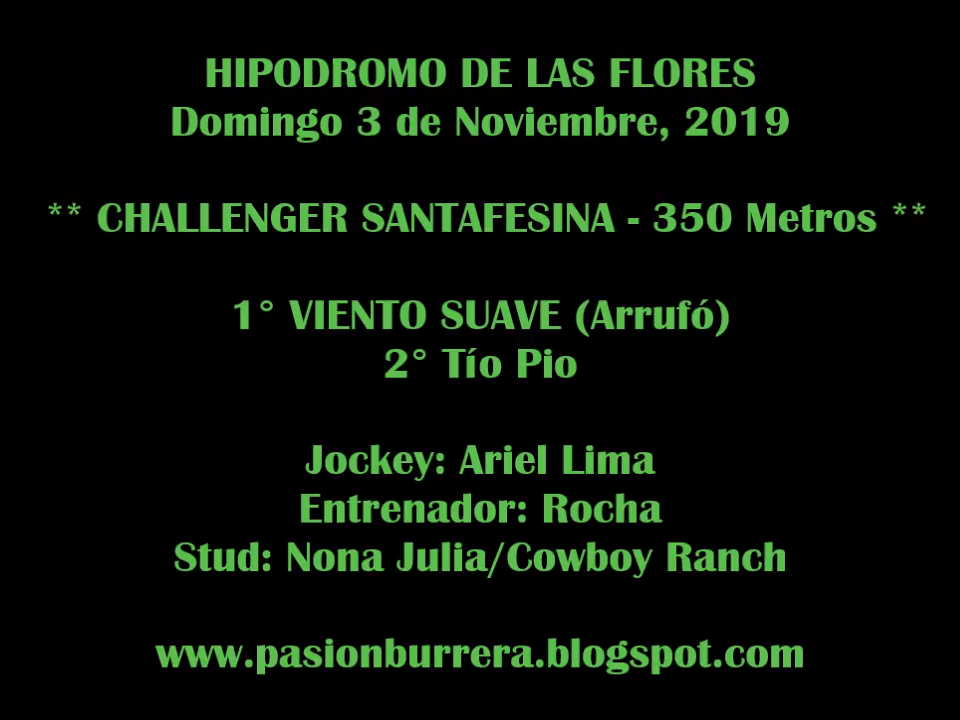 HIPODROMO DE LAS FLORES
Domingo 3 de Noviembre, 2019
** CHALLENGER SANTAFESINA - 350 Metros **
1° VIENTO SUAVE (Arrufó)
2° Tío Pio
Jockey: Ariel Lima
Entrenador: Rocha
Stud: Nona Julia/Cowboy Ranch
www.pasionburrera.blogspot.com